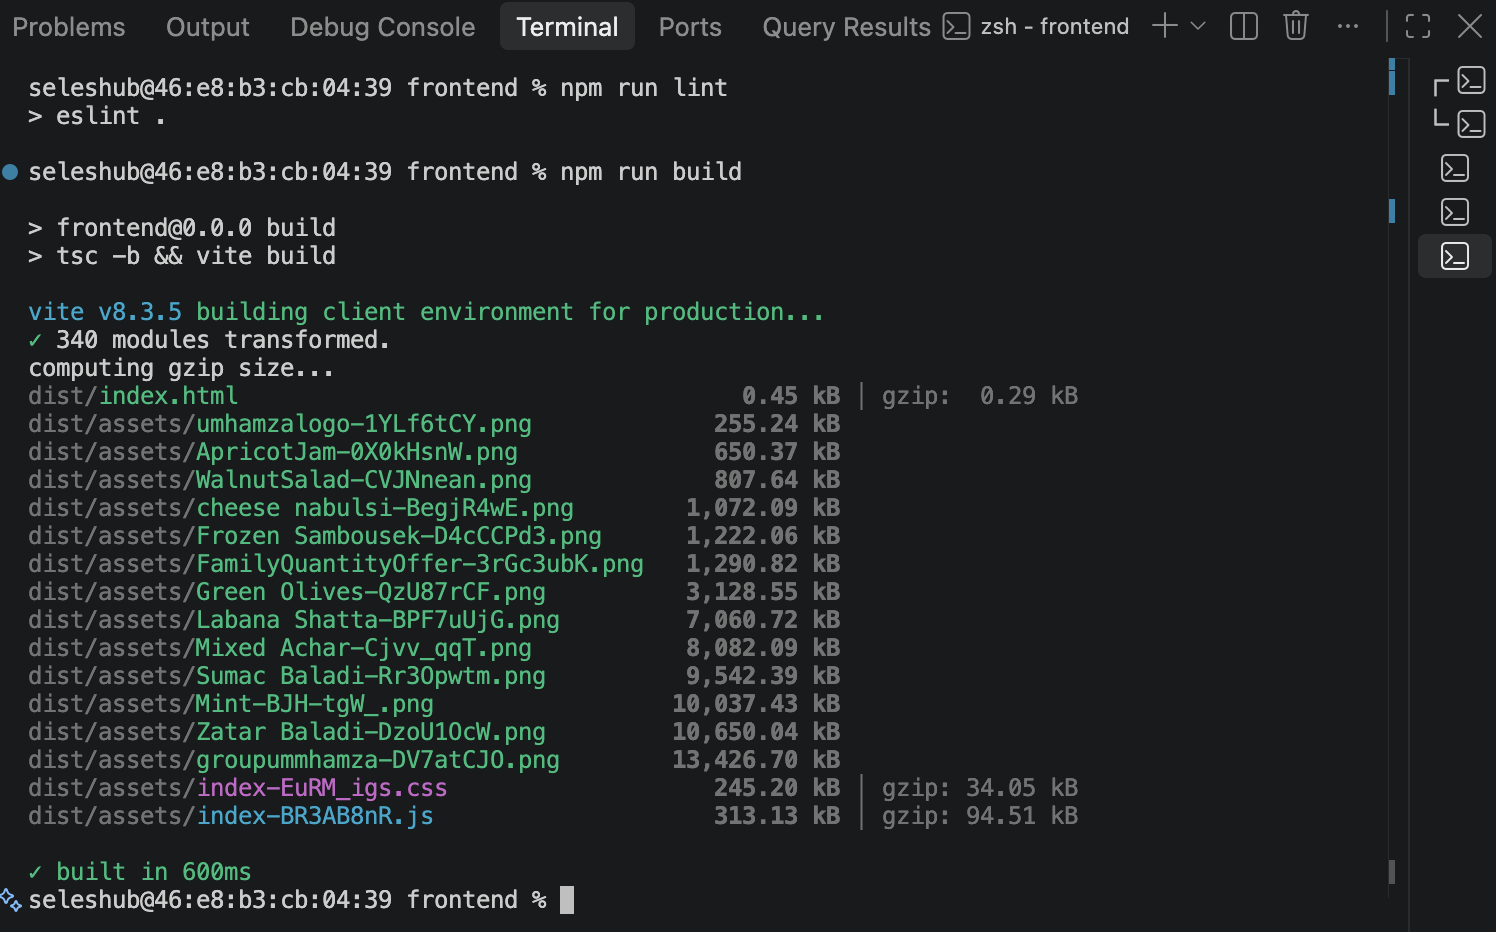 Problems Output Debug Console Terminal Ports Query Results zsh - frontend
seleshub@46:e8:b3:cb:04:39 frontend % npm run lint
> eslint .
seleshub@46:e8:b3:cb:04:39 frontend % npm run build
> frontend@0.0.0 build
> tsc -b && vite build
vite v8.3.5 building client environment for production...
✓ 340 modules transformed.
computing gzip size...
dist/index.html 0.45 kB │ gzip: 0.29 kB
dist/assets/umhamzalogo-1YLf6tCY.png 255.24 kB
dist/assets/ApricotJam-0X0kHsnW.png 650.37 kB
dist/assets/WalnutSalad-CVJNnean.png 807.64 kB
dist/assets/cheese nabulsi-BegjR4wE.png 1,072.09 kB
dist/assets/Frozen Sambousek-D4cCCPd3.png 1,222.06 kB
dist/assets/FamilyQuantityOffer-3rGc3ubK.png 1,290.82 kB
dist/assets/Green Olives-QzU87rCF.png 3,128.55 kB
dist/assets/Labana Shatta-BPF7uUjG.png 7,060.72 kB
dist/assets/Mixed Achar-Cjvv_qqT.png 8,082.09 kB
dist/assets/Sumac Baladi-Rr3Opwtm.png 9,542.39 kB
dist/assets/Mint-BJH-tgW_.png 10,037.43 kB
dist/assets/Zatar Baladi-DzoU1OcW.png 10,650.04 kB
dist/assets/groupummhamza-DV7atCJO.png 13,426.70 kB
dist/assets/index-EuRM_igs.css 245.20 kB │ gzip: 34.05 kB
dist/assets/index-BR3AB8nR.js 313.13 kB │ gzip: 94.51 kB
✓ built in 600ms
seleshub@46:e8:b3:cb:04:39 frontend %